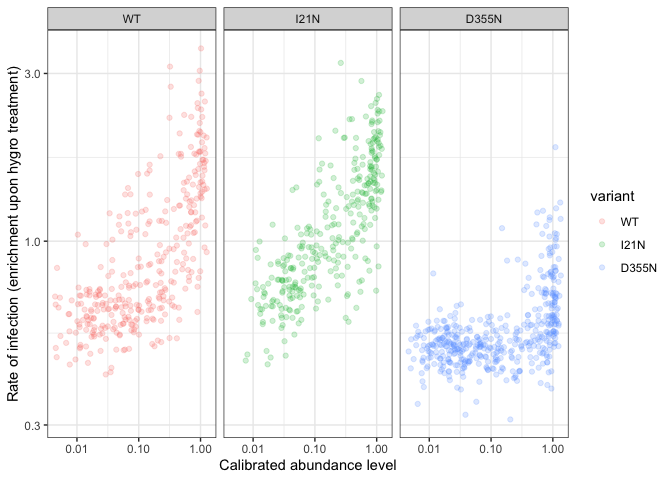 WT
I21N
D355N
Rate of infection (enrichment upon hygro treatment)
3.0
1.0
0.3
0.01
0.10
1.00
0.01
0.10
1.00
0.01
0.10
1.00
Calibrated abundance level
variant
WT
I21N
D355N